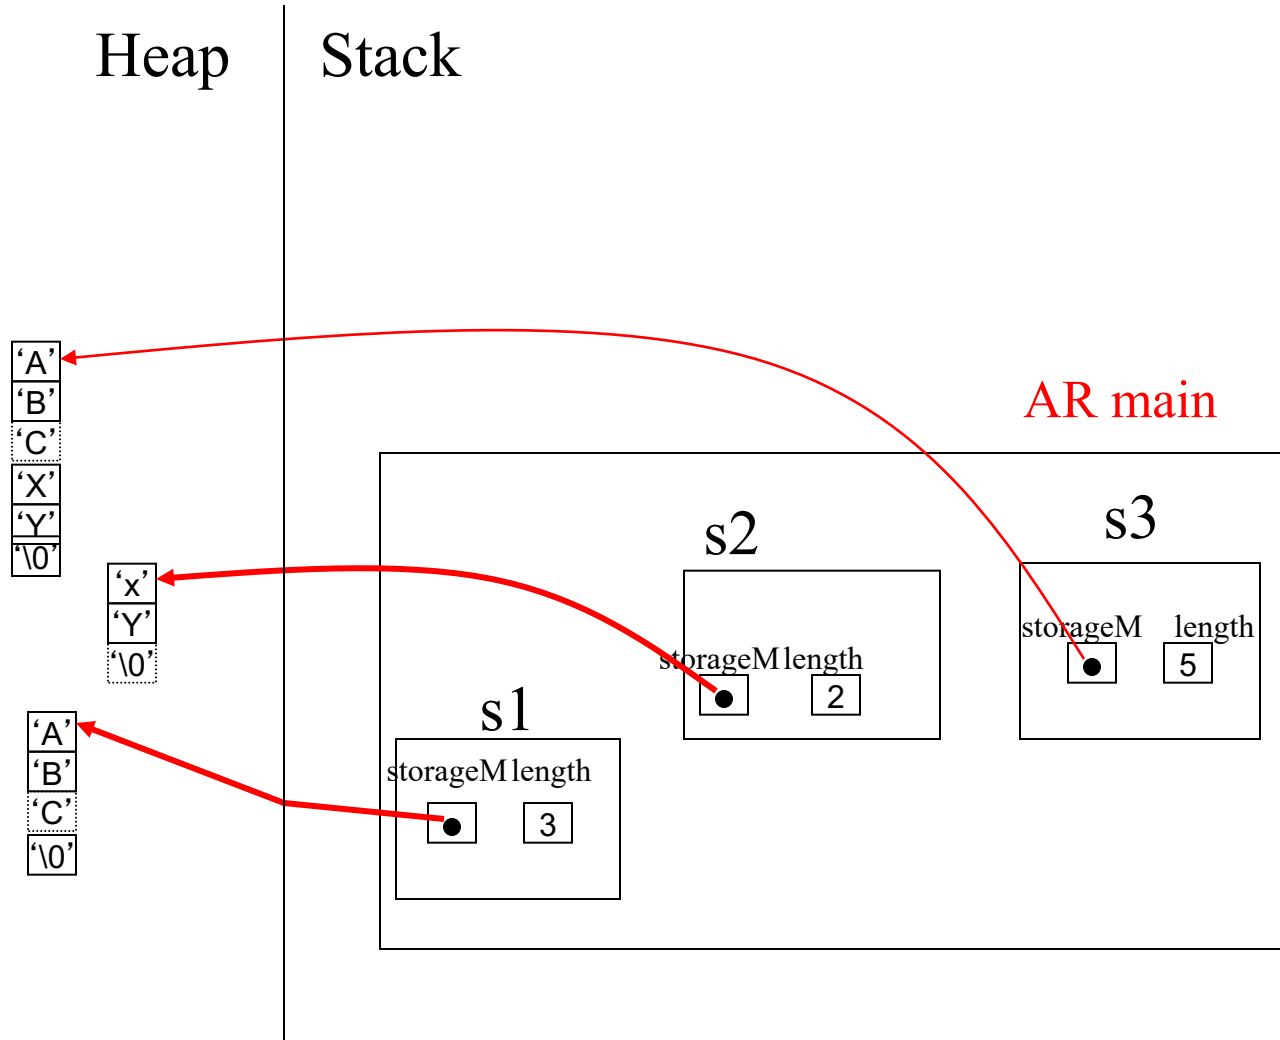 Heap
Stack
‘A’
‘B’
‘C’
‘X’
‘Y’
‘\0’
AR main
s3
storageM length
5
s2
storageM length
2
‘x’
‘Y’
‘\0’
s1
storageM length
3
‘A’
‘B’
‘C’
‘\0’